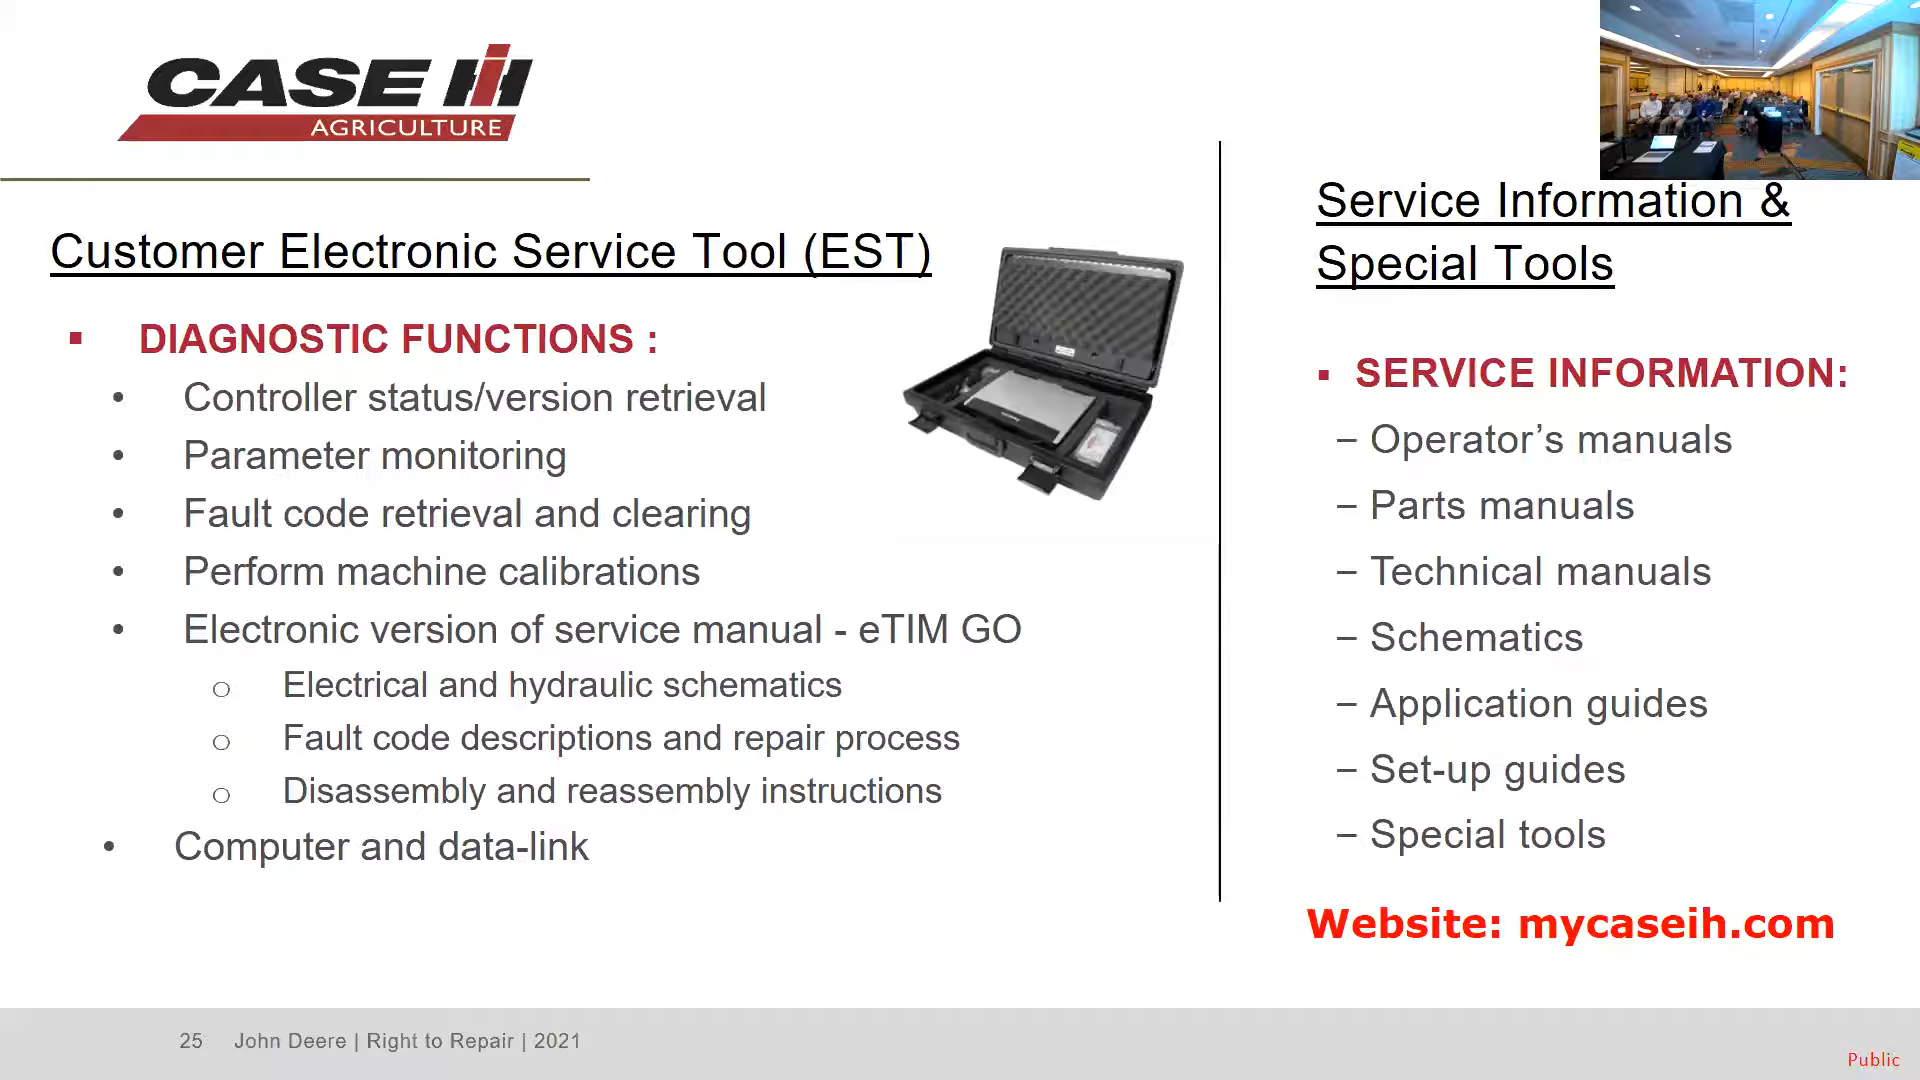 CASE IH
AGRICULTURE
Customer Electronic Service Tool (EST)
▪ DIAGNOSTIC FUNCTIONS :
• Controller status/version retrieval
• Parameter monitoring
• Fault code retrieval and clearing
• Perform machine calibrations
• Electronic version of service manual - eTIM GO
o Electrical and hydraulic schematics
o Fault code descriptions and repair process
o Disassembly and reassembly instructions
• Computer and data-link
Service Information &
Special Tools
▪ SERVICE INFORMATION:
– Operator’s manuals
– Parts manuals
– Technical manuals
– Schematics
– Application guides
– Set-up guides
– Special tools
Website: mycaseih.com
25 John Deere | Right to Repair | 2021
Public